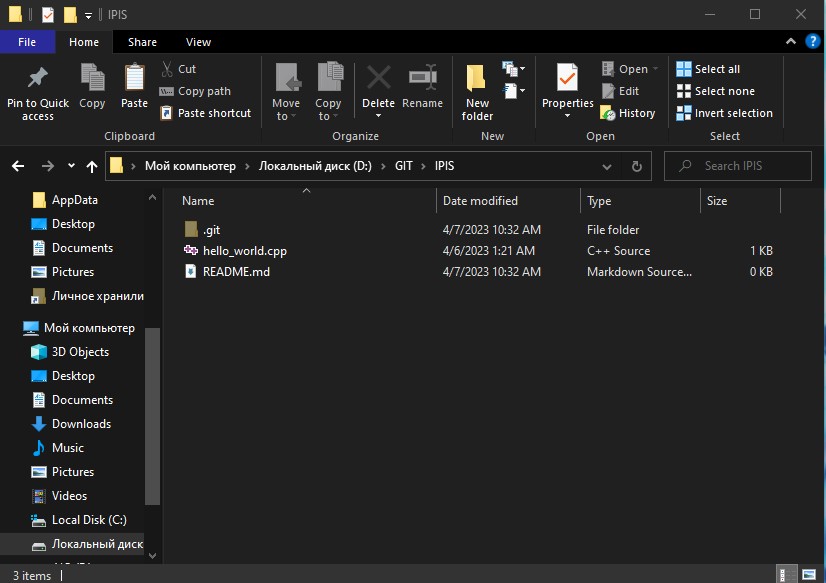 IPIS
File Home Share View
Pin to Quick access
Copy
Paste
Cut
Copy path
Paste shortcut
Clipboard
Move to
Copy to
Delete
Rename
Organize
New folder
New
Properties
Open
Edit
History
Open
Select all
Select none
Invert selection
Select
Мой компьютер › Локальный диск (D:) › GIT › IPIS
Search IPIS
AppData
Desktop
Documents
Pictures
Личное хранили
Мой компьютер
3D Objects
Desktop
Documents
Downloads
Music
Pictures
Videos
Local Disk (C:)
Локальный диск
Name Date modified Type Size
.git 4/7/2023 10:32 AM File folder
hello_world.cpp 4/6/2023 1:21 AM C++ Source 1 KB
README.md 4/7/2023 10:32 AM Markdown Source... 0 KB
3 items